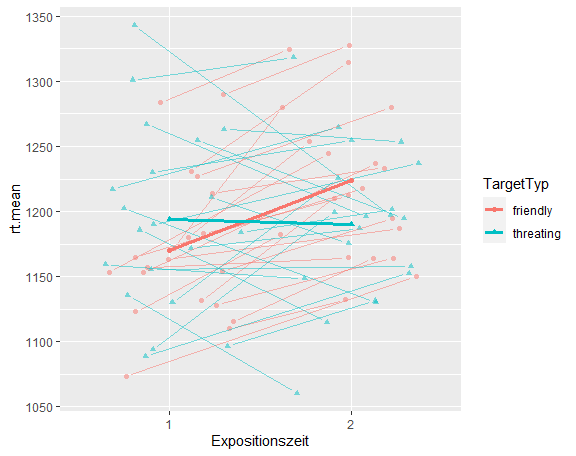 1350
1300
1250
1200
1150
1100
1050
rt.mean
1
2
Expositionszeit
TargetTyp
friendly
threating